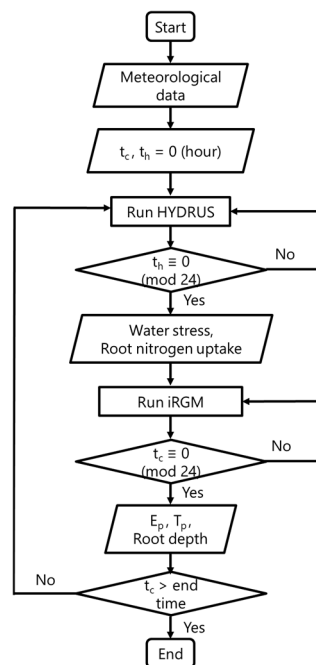 Start
Meteorological
data
t_c, t_h = 0 (hour)
Run HYDRUS
t_h ≡ 0
(mod 24)
No
Yes
Water stress,
Root nitrogen uptake
Run iRGM
t_c ≡ 0
(mod 24)
No
Yes
E_p, T_p,
Root depth
No
t_c > end
time
Yes
End